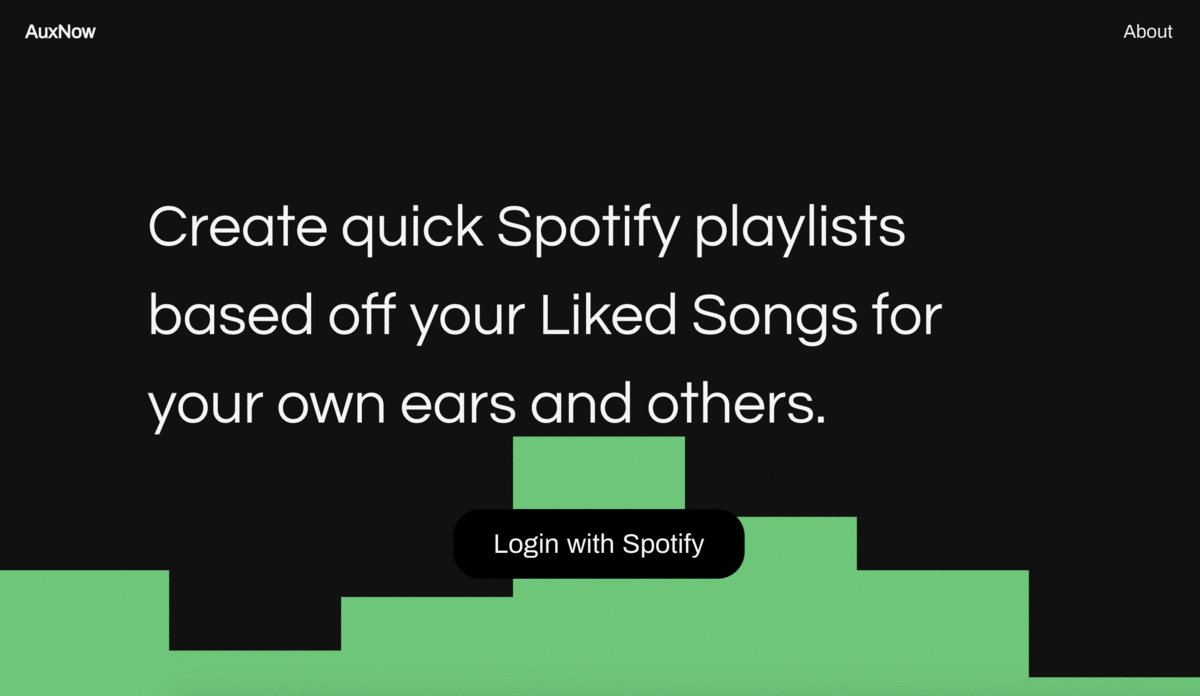 AuxNow
About
Create quick Spotify playlists
based off your Liked Songs for
your own ears and others.
Login with Spotify